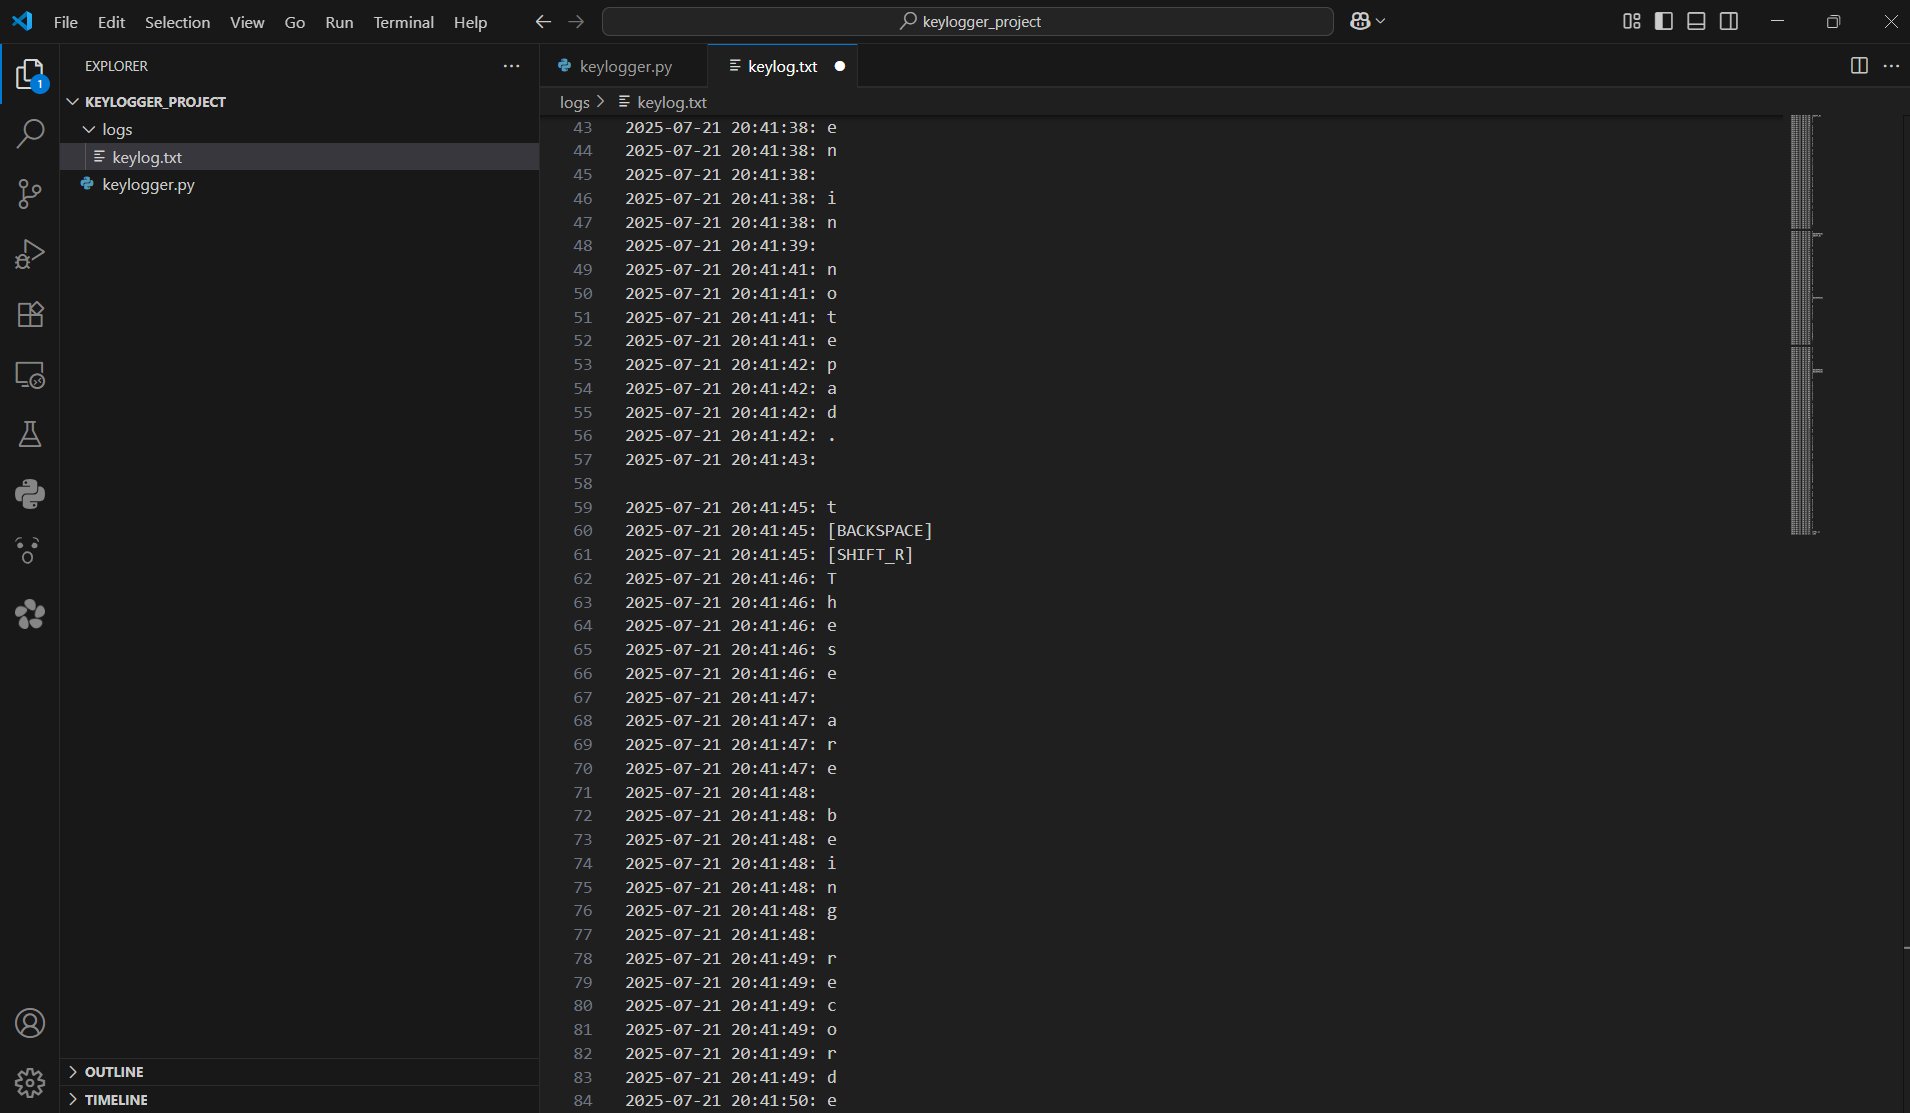 File Edit Selection View Go Run Terminal Help
keylogger_project
1
EXPLORER
KEYLOGGER_PROJECT
logs
keylog.txt
keylogger.py
OUTLINE
TIMELINE
keylogger.py
keylog.txt
logs > keylog.txt
43 2025-07-21 20:41:38: e
44 2025-07-21 20:41:38: n
45 2025-07-21 20:41:38:
46 2025-07-21 20:41:38: i
47 2025-07-21 20:41:38: n
48 2025-07-21 20:41:39:
49 2025-07-21 20:41:41: n
50 2025-07-21 20:41:41: o
51 2025-07-21 20:41:41: t
52 2025-07-21 20:41:41: e
53 2025-07-21 20:41:42: p
54 2025-07-21 20:41:42: a
55 2025-07-21 20:41:42: d
56 2025-07-21 20:41:42: .
57 2025-07-21 20:41:43:
58
59 2025-07-21 20:41:45: t
60 2025-07-21 20:41:45: [BACKSPACE]
61 2025-07-21 20:41:45: [SHIFT_R]
62 2025-07-21 20:41:46: T
63 2025-07-21 20:41:46: h
64 2025-07-21 20:41:46: e
65 2025-07-21 20:41:46: s
66 2025-07-21 20:41:46: e
67 2025-07-21 20:41:47:
68 2025-07-21 20:41:47: a
69 2025-07-21 20:41:47: r
70 2025-07-21 20:41:47: e
71 2025-07-21 20:41:48:
72 2025-07-21 20:41:48: b
73 2025-07-21 20:41:48: e
74 2025-07-21 20:41:48: i
75 2025-07-21 20:41:48: n
76 2025-07-21 20:41:48: g
77 2025-07-21 20:41:48:
78 2025-07-21 20:41:49: r
79 2025-07-21 20:41:49: e
80 2025-07-21 20:41:49: c
81 2025-07-21 20:41:49: o
82 2025-07-21 20:41:49: r
83 2025-07-21 20:41:49: d
84 2025-07-21 20:41:50: e